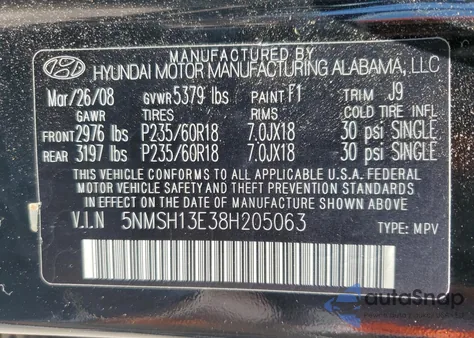 MANUFACTURED BY
HYUNDAI MOTOR MANUFACTURING ALABAMA, LLC
Mar/26/08 GVWR 5379 lbs PAINT F1 TRIM J9
GAWR TIRES RIMS COLD TIRE INFL
FRONT 2976 lbs P235/60R18 7.0JX18 30 psi SINGLE
REAR 3197 lbs P235/60R18 7.0JX18 30 psi SINGLE
THIS VEHICLE CONFORMS TO ALL APPLICABLE U.S.A. FEDERAL
MOTOR VEHICLE SAFETY AND THEFT PREVENTION STANDARDS
IN EFFECT ON THE DATE OF MANUFACTURE SHOWN ABOVE.
V.I.N 5NMSH13E38H205063 TYPE: MPV
autoSnap